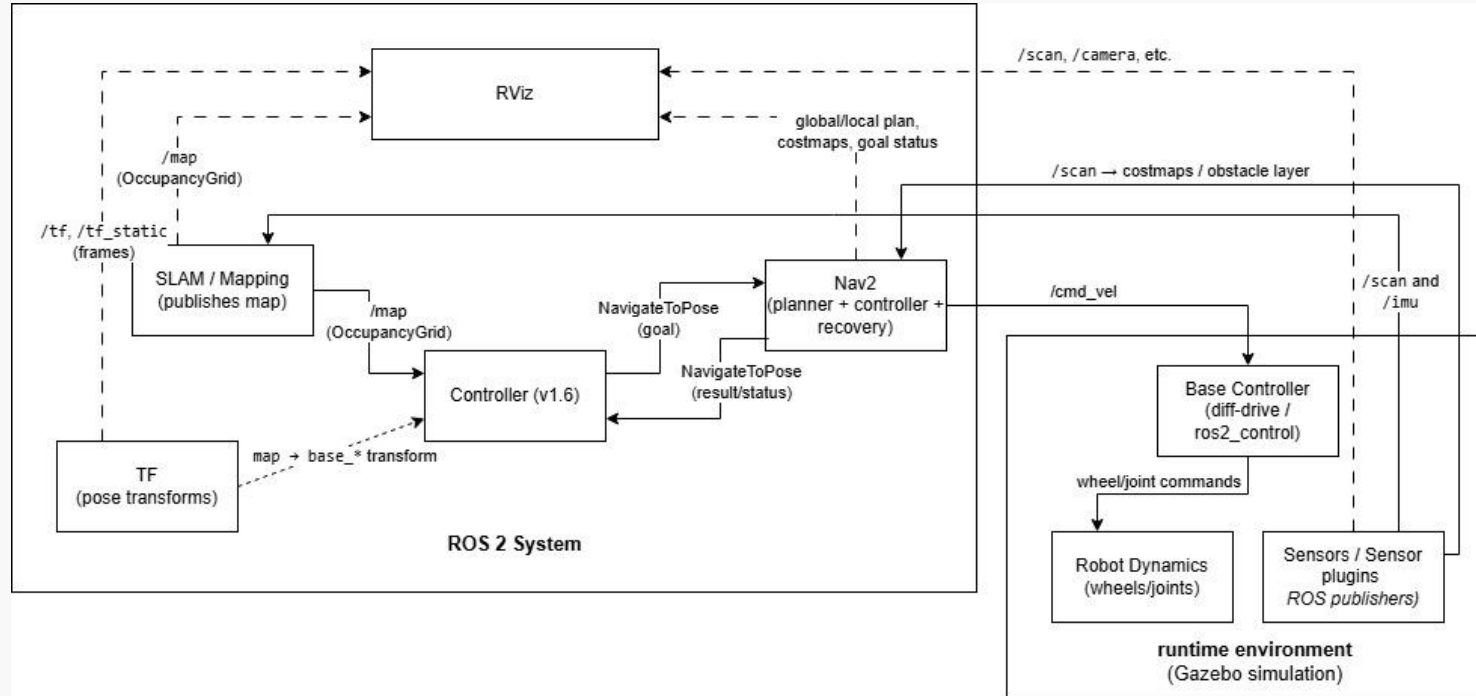 /scan, /camera, etc.
RViz
global/local plan,
costmaps, goal status
/map
(OccupancyGrid)
/scan → costmaps / obstacle layer
/tf, /tf_static
(frames)
SLAM / Mapping
(publishes map)
Nav2
(planner + controller +
recovery)
/scan and
/imu
/map
(OccupancyGrid)
NavigateToPose
(goal)
/cmd_vel
NavigateToPose
(result/status)
Controller (v1.6)
Base Controller
(diff-drive /
ros2_control)
map → base_* transform
TF
(pose transforms)
wheel/joint commands
ROS 2 System
Robot Dynamics
(wheels/joints)
Sensors / Sensor
plugins
ROS publishers)
runtime environment
(Gazebo simulation)